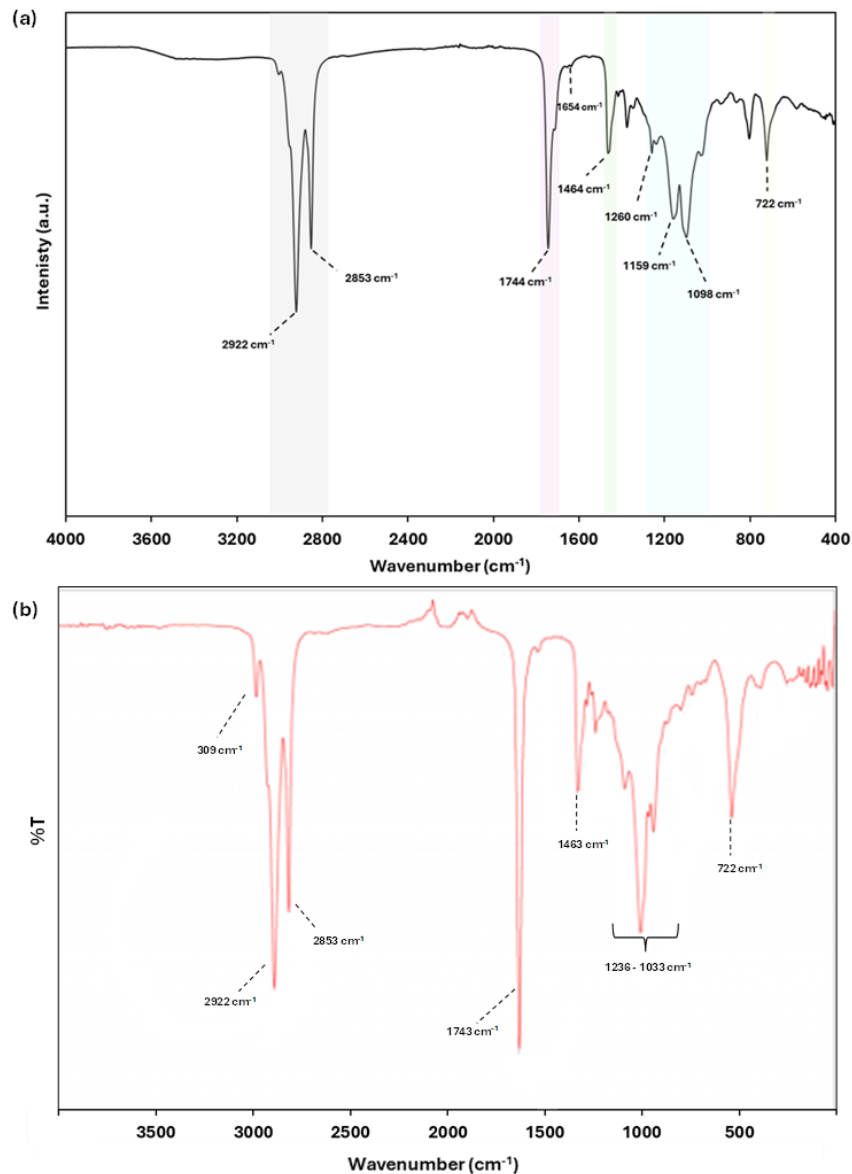 (a)
Intenisty (a.u.)
2922 cm⁻¹
2853 cm⁻¹
1744 cm⁻¹
1654 cm⁻¹
1464 cm⁻¹
1260 cm⁻¹
1159 cm⁻¹
1098 cm⁻¹
722 cm⁻¹
4000 3600 3200 2800 2400 2000 1600 1200 800 400
Wavenumber (cm⁻¹)
(b)
%T
309 cm⁻¹
2922 cm⁻¹
2853 cm⁻¹
1743 cm⁻¹
1463 cm⁻¹
1236 - 1033 cm⁻¹
722 cm⁻¹
3500 3000 2500 2000 1500 1000 500
Wavenumber (cm⁻¹)